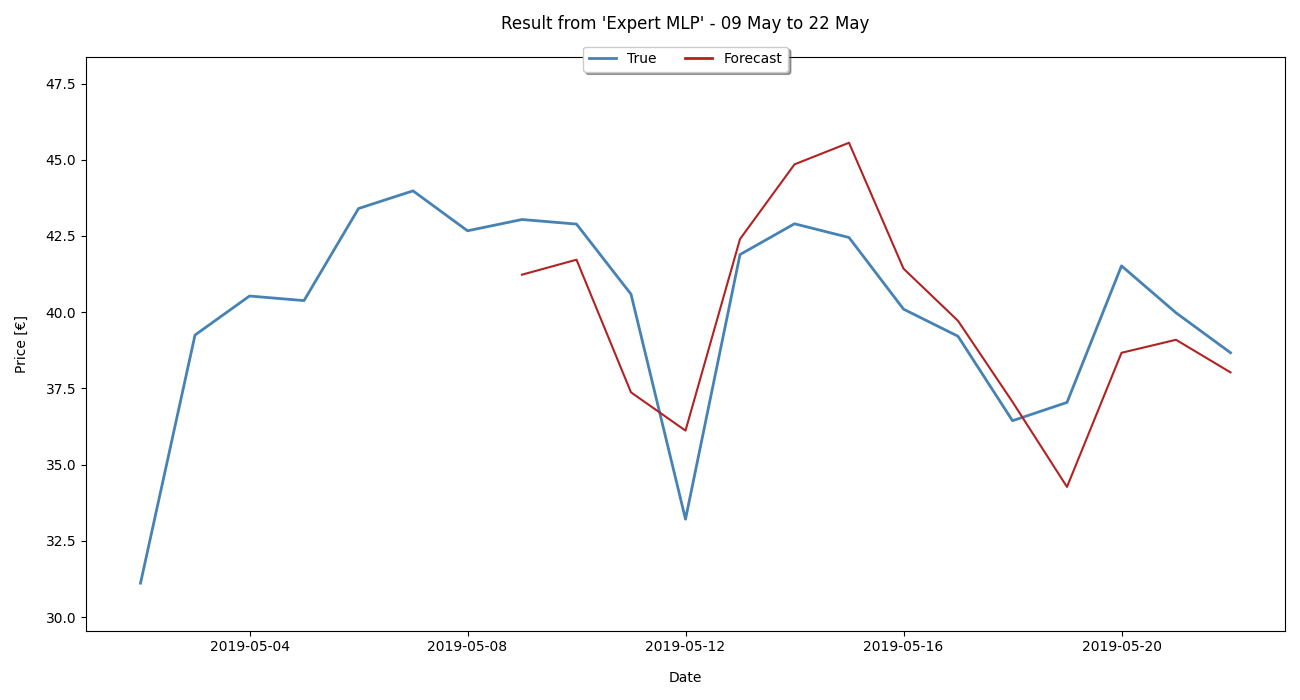 Result from 'Expert MLP' - 09 May to 22 May
True
Forecast
47.5
45.0
42.5
40.0
37.5
35.0
32.5
30.0
Price [€]
2019-05-04
2019-05-08
2019-05-12
2019-05-16
2019-05-20
Date